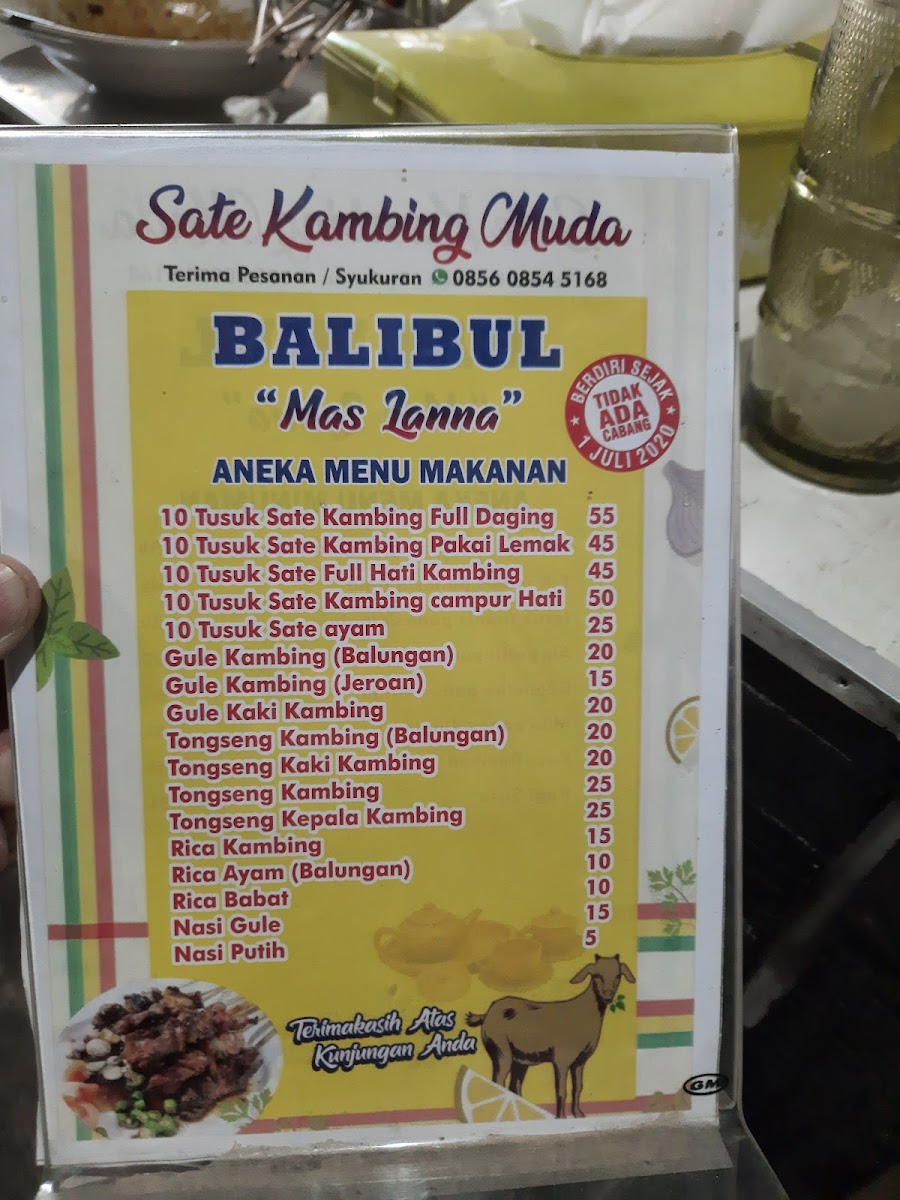 Sate Kambing Muda
Terima Pesanan / Syukuran 0856 0854 5168
BALIBUL
"Mas Lanna"
BERDIRI SEJAK
TIDAK
ADA
CABANG
1 JULI 2020
ANEKA MENU MAKANAN
10 Tusuk Sate Kambing Full Daging 55
10 Tusuk Sate Kambing Pakai Lemak 45
10 Tusuk Sate Full Hati Kambing 45
10 Tusuk Sate Kambing campur Hati 50
10 Tusuk Sate ayam 25
Gule Kambing (Balungan) 20
Gule Kambing (Jeroan) 15
Gule Kaki Kambing 20
Tongseng Kambing (Balungan) 20
Tongseng Kaki Kambing 20
Tongseng Kambing 25
Tongseng Kepala Kambing 25
Rica Kambing 15
Rica Ayam (Balungan) 10
Rica Babat 10
Nasi Gule 15
Nasi Putih 5
Terimakasih Atas
Kunjungan Anda
GM